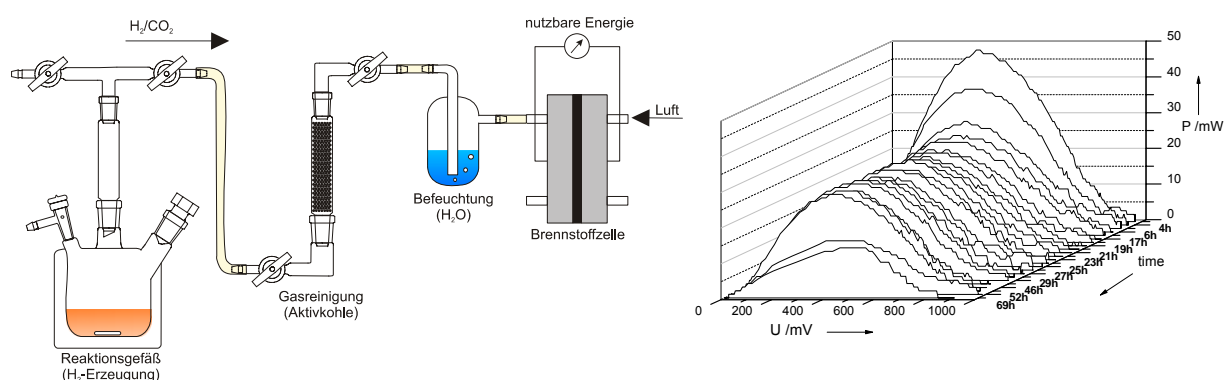 H₂/CO₂
nutzbare Energie
Luft
Befeuchtung
(H₂O)
Brennstoffzelle
Gasreinigung
(Aktivkohle)
Reaktionsgefäß
(H₂-Erzeugung)
50
40
30
P /mW
20
10
0
4h
6h
17h
19h
21h
23h
25h
27h
29h
46h
52h
69h
time
0
200
400
600
800
1000
U /mV